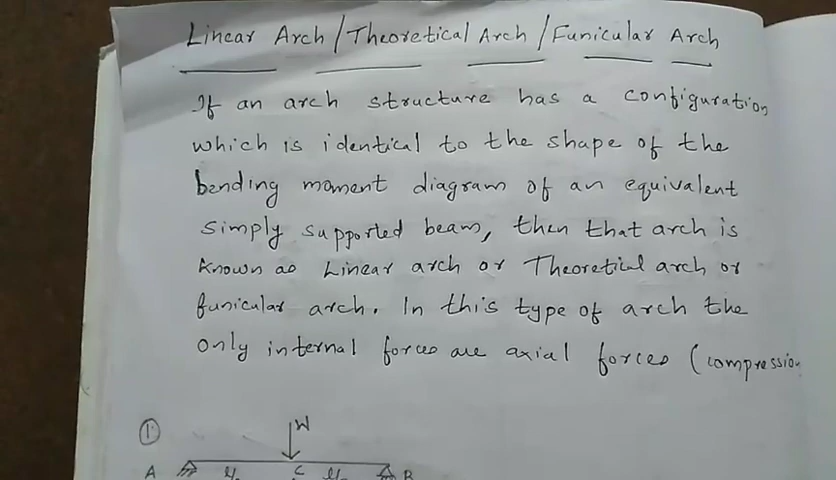 Linear Arch/Theoretical Arch/Funicular Arch
If an arch structure has a configuration
which is identical to the shape of the
bending moment diagram of an equivalent
simply supported beam, then that arch is
known as Linear arch or Theoretical arch or
funicular arch. In this type of arch the
only internal forces are axial forces (compression
① W
A C B